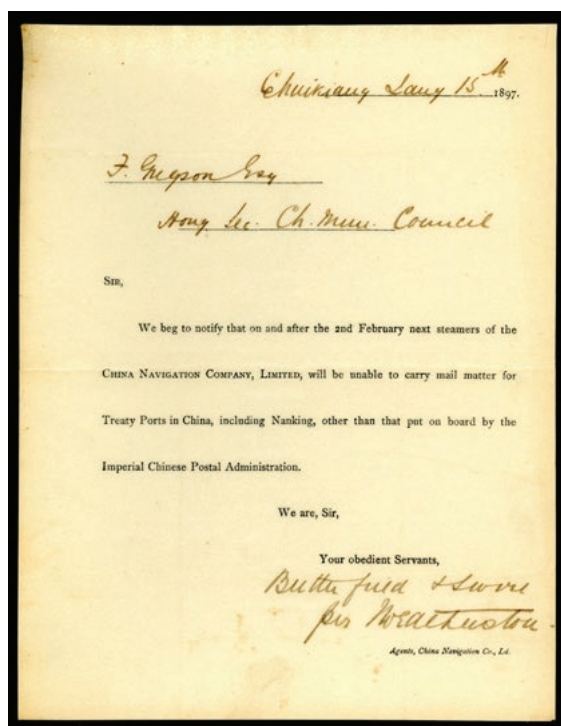 Chinkiang Jany 15th 1897.
F. Gregson Esq
Hony Sec. Ch. Mun. Council
SIR,
We beg to notify that on and after the 2nd February next steamers of the
CHINA NAVIGATION COMPANY, LIMITED, will be unable to carry mail matter for
Treaty Ports in China, including Nanking, other than that put on board by the
Imperial Chinese Postal Administration.
We are, Sir,
Your obedient Servants,
Butterfield & Swire
per
Agents, China Navigation Co., Ld.